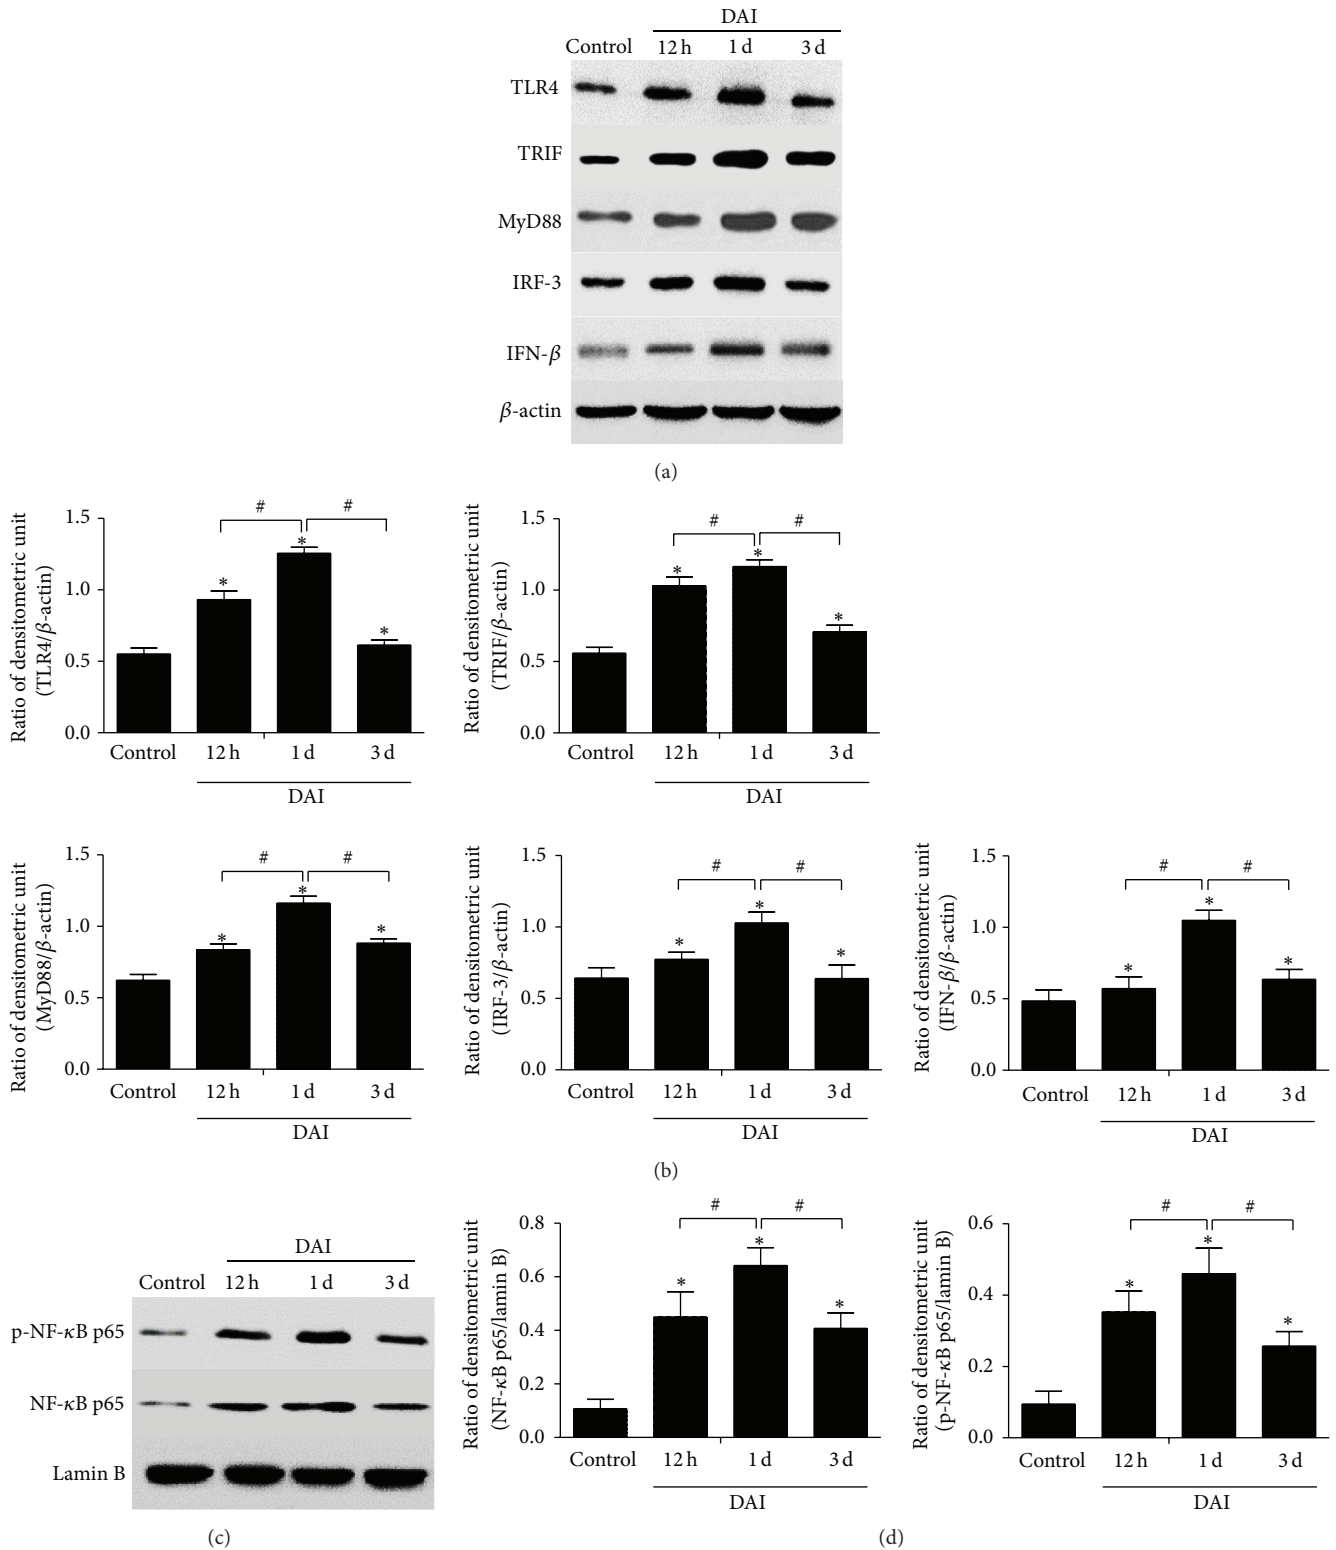 DAI
Control 12 h 1 d 3 d
TLR4
TRIF
MyD88
IRF-3
IFN-β
β-actin
(a)
Ratio of densitometric unit
(TLR4/β-actin)
1.5
1.0
0.5
0.0
# #
* * *
Control 12 h 1 d 3 d
DAI
Ratio of densitometric unit
(TRIF/β-actin)
1.5
1.0
0.5
0.0
# #
* * *
Control 12 h 1 d 3 d
DAI
Ratio of densitometric unit
(MyD88/β-actin)
1.5
1.0
0.5
0.0
# #
* * *
Control 12 h 1 d 3 d
DAI
Ratio of densitometric unit
(IRF-3/β-actin)
1.5
1.0
0.5
0.0
# #
* * *
Control 12 h 1 d 3 d
DAI
Ratio of densitometric unit
(IFN-β/β-actin)
1.5
1.0
0.5
0.0
# #
* * *
Control 12 h 1 d 3 d
DAI
(b)
DAI
Control 12 h 1 d 3 d
p-NF-κB p65
NF-κB p65
Lamin B
(c)
Ratio of densitometric unit
(NF-κB p65/lamin B)
0.8
0.6
0.4
0.2
0.0
# #
* * *
Control 12 h 1 d 3 d
DAI
Ratio of densitometric unit
(p-NF-κB p65/lamin B)
0.6
0.4
0.2
0.0
# #
* * *
Control 12 h 1 d 3 d
DAI
(d)